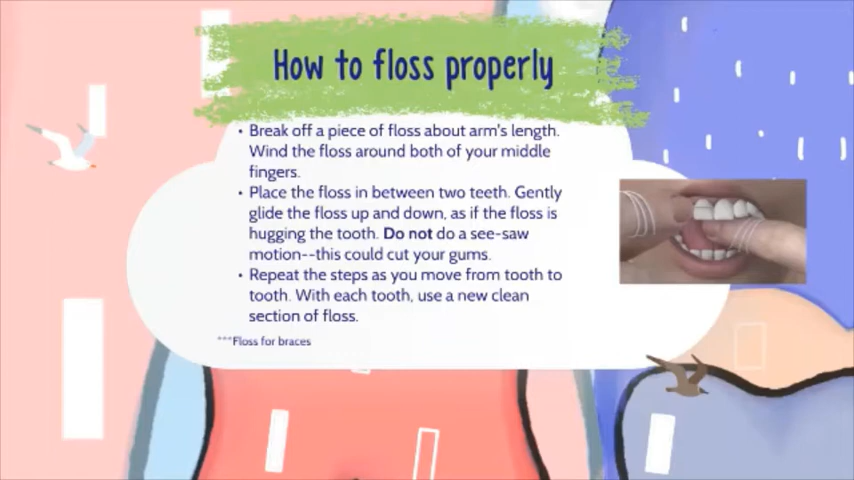 How to floss properly
• Break off a piece of floss about arm's length.
Wind the floss around both of your middle
fingers.
• Place the floss in between two teeth. Gently
glide the floss up and down, as if the floss is
hugging the tooth. Do not do a see-saw
motion--this could cut your gums.
• Repeat the steps as you move from tooth to
tooth. With each tooth, use a new clean
section of floss.
***Floss for braces